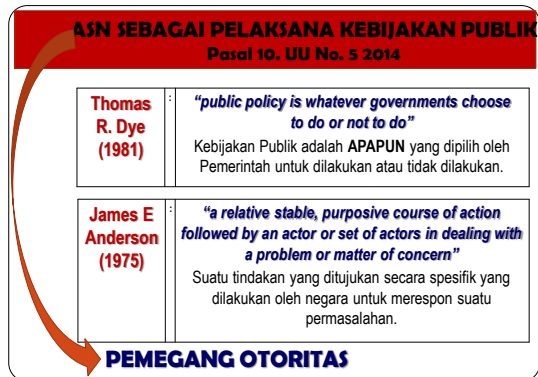 ASN SEBAGAI PELAKSANA KEBIJAKAN PUBLIK
Pasal 10. UU No. 5 2014
Thomas
R. Dye
(1981)
:
“public policy is whatever governments choose
to do or not to do”
Kebijakan Publik adalah APAPUN yang dipilih oleh
Pemerintah untuk dilakukan atau tidak dilakukan.
James E
Anderson
(1975)
:
“a relative stable, purposive course of action
followed by an actor or set of actors in dealing with
a problem or matter of concern”
Suatu tindakan yang ditujukan secara spesifik yang
dilakukan oleh negara untuk merespon suatu
permasalahan.
PEMEGANG OTORITAS